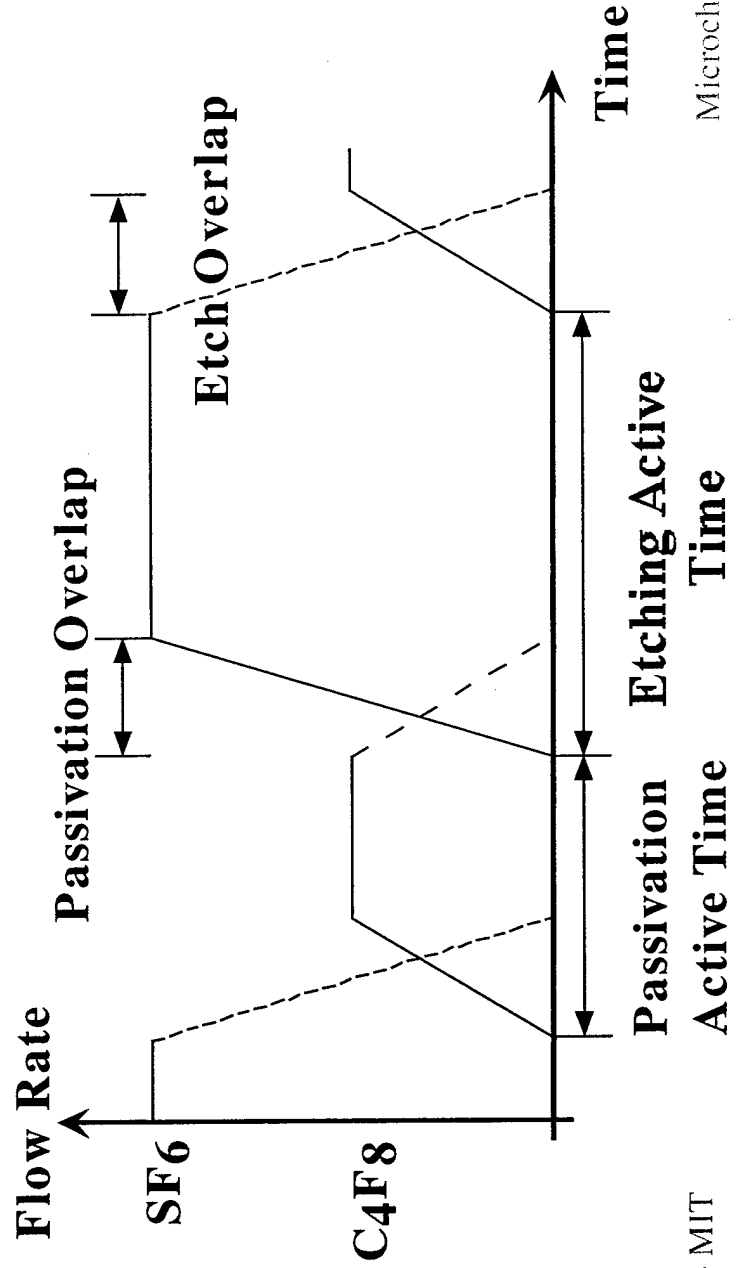 Flow Rate
SF6
C4F8
Passivation Overlap
Etch Overlap
Time
Passivation
Active Time
Etching Active
Time
MIT
Microch